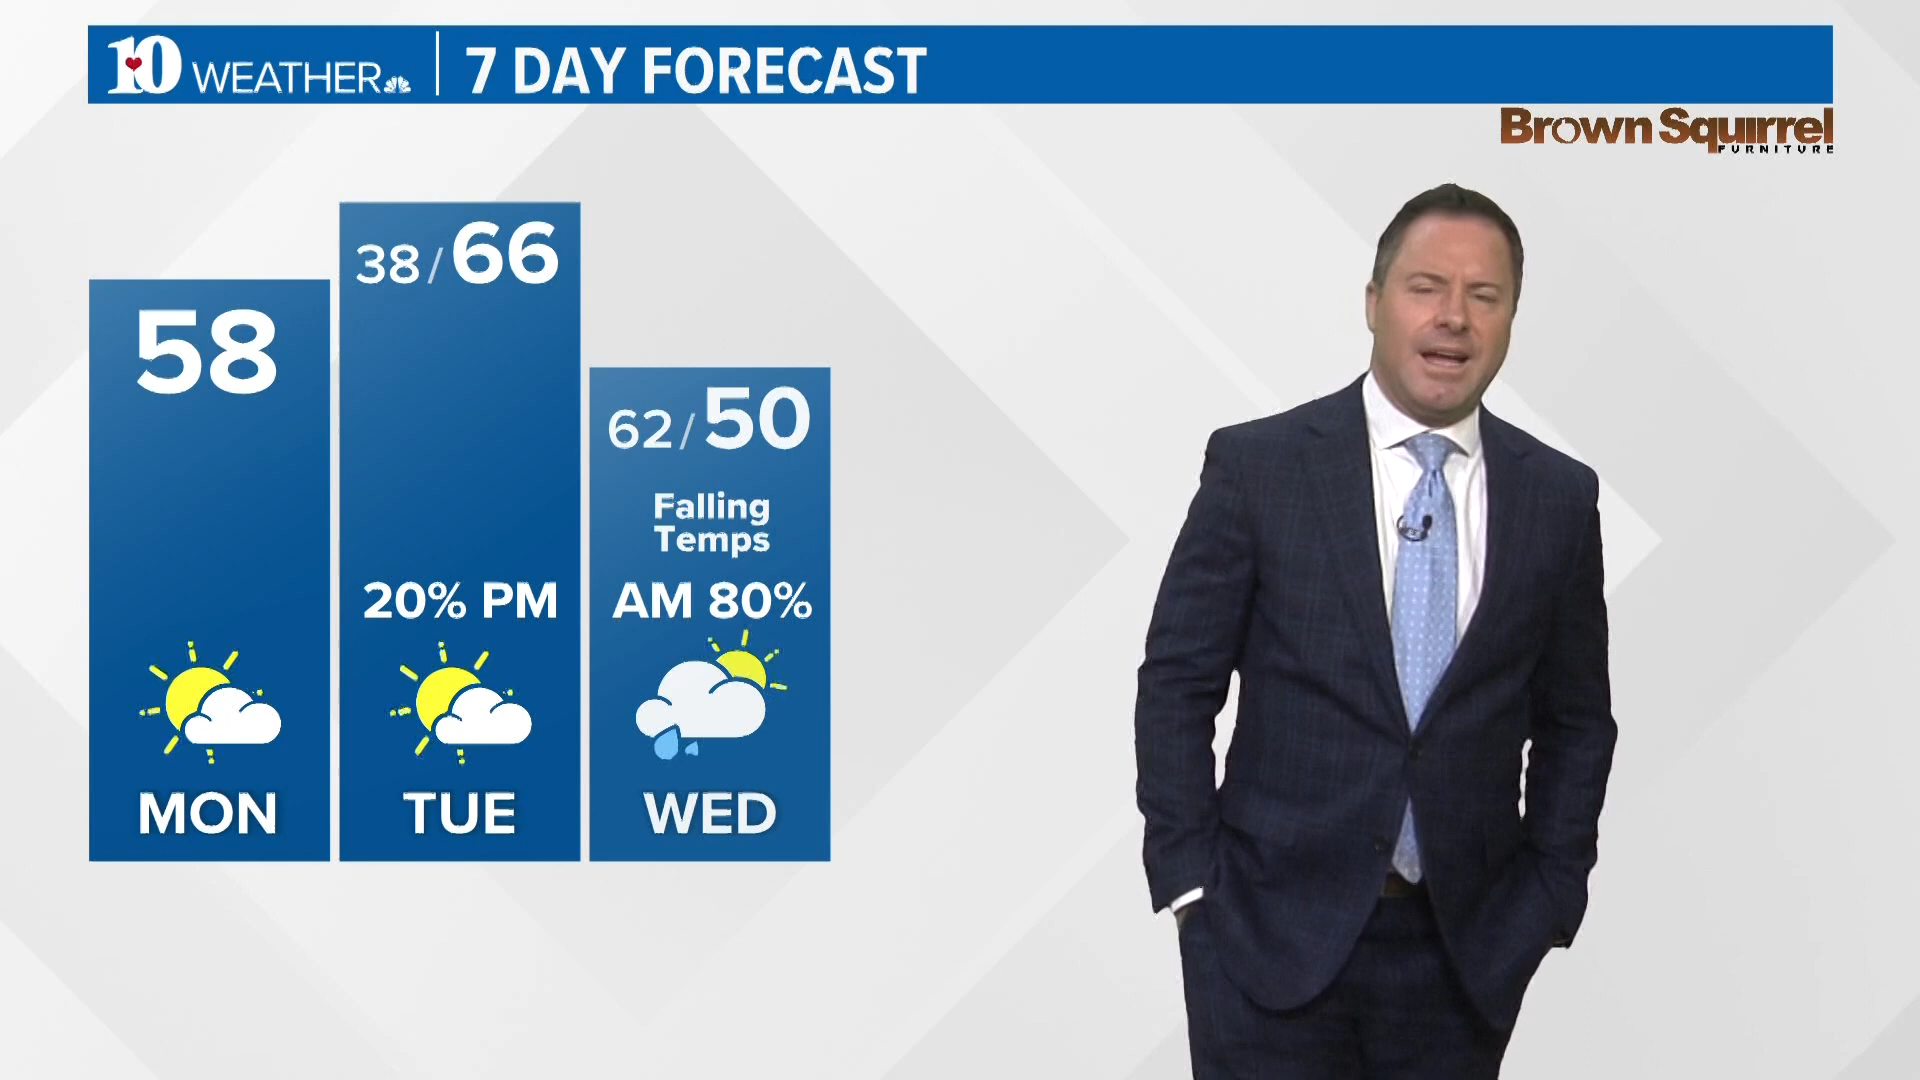 10 WEATHER 7 DAY FORECAST
Brown Squirrel
FURNITURE
58
MON
38/66
20% PM
TUE
62/50
Falling
Temps
AM 80%
WED